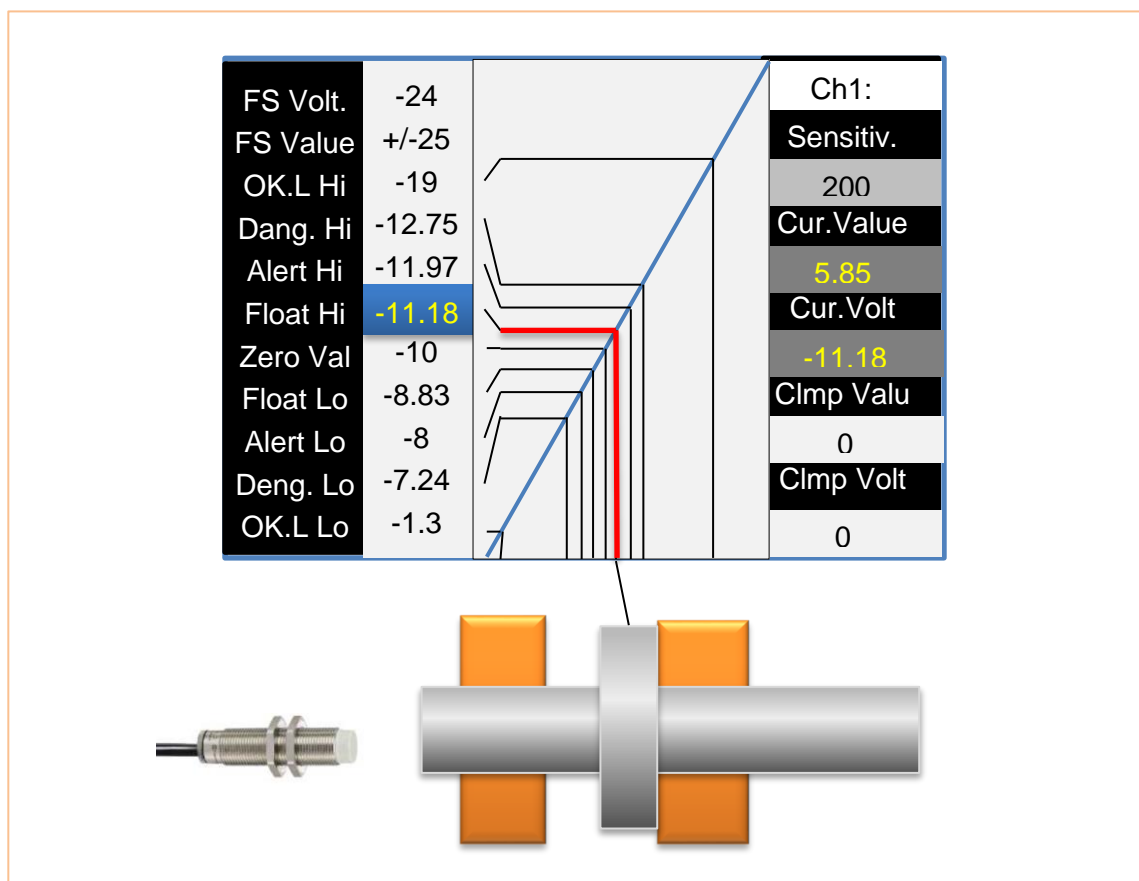 FS Volt. -24
FS Value +/-25
OK.L Hi -19
Dang. Hi -12.75
Alert Hi -11.97
Float Hi -11.18
Zero Val -10
Float Lo -8.83
Alert Lo -8
Deng. Lo -7.24
OK.L Lo -1.3
Ch1:
Sensitiv.
200
Cur.Value
5.85
Cur.Volt
-11.18
Clmp Valu
0
Clmp Volt
0